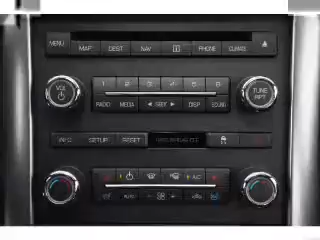 MENU
MAP DEST NAV i PHONE CLIMATE
1 2 3 4 5 6
VOL
TUNE
RPT
RADIO MEDIA SEEK DISP SOUND
INFO SETUP RESET
A/C
AUTO